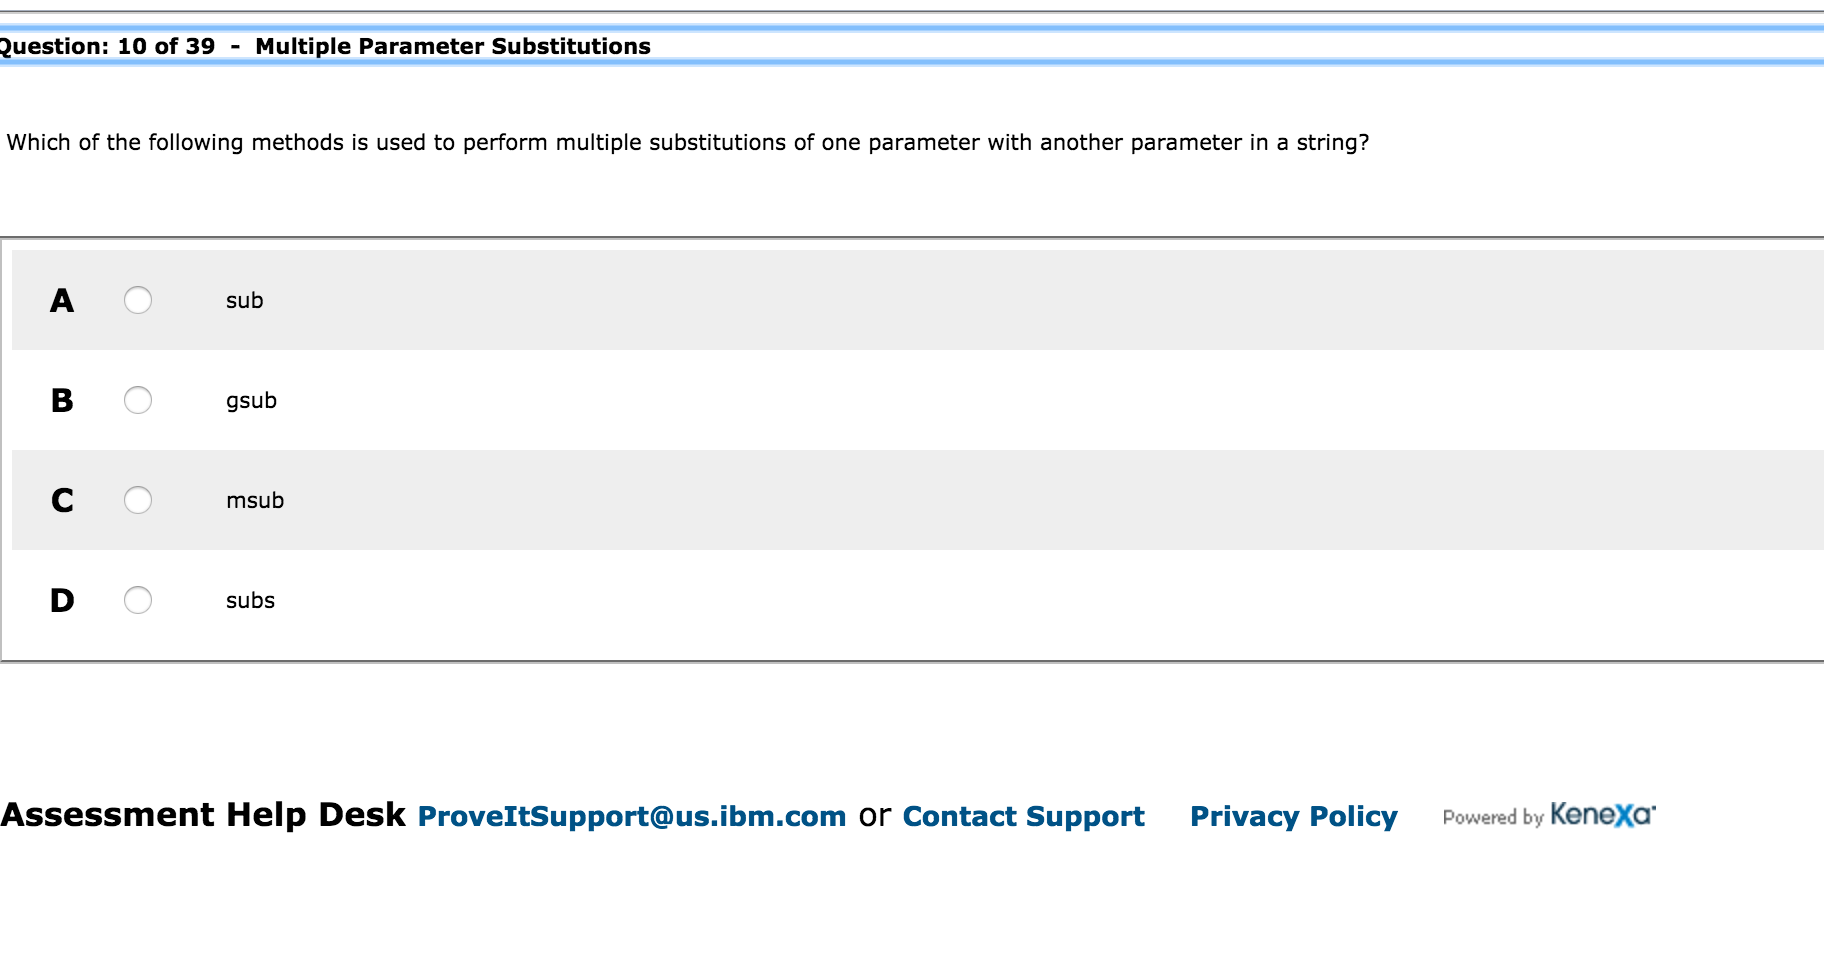 Question: 10 of 39 - Multiple Parameter Substitutions
Which of the following methods is used to perform multiple substitutions of one parameter with another parameter in a string?
A sub
B gsub
C msub
D subs
Assessment Help Desk ProveItSupport@us.ibm.com or Contact Support Privacy Policy Powered by Kenexa